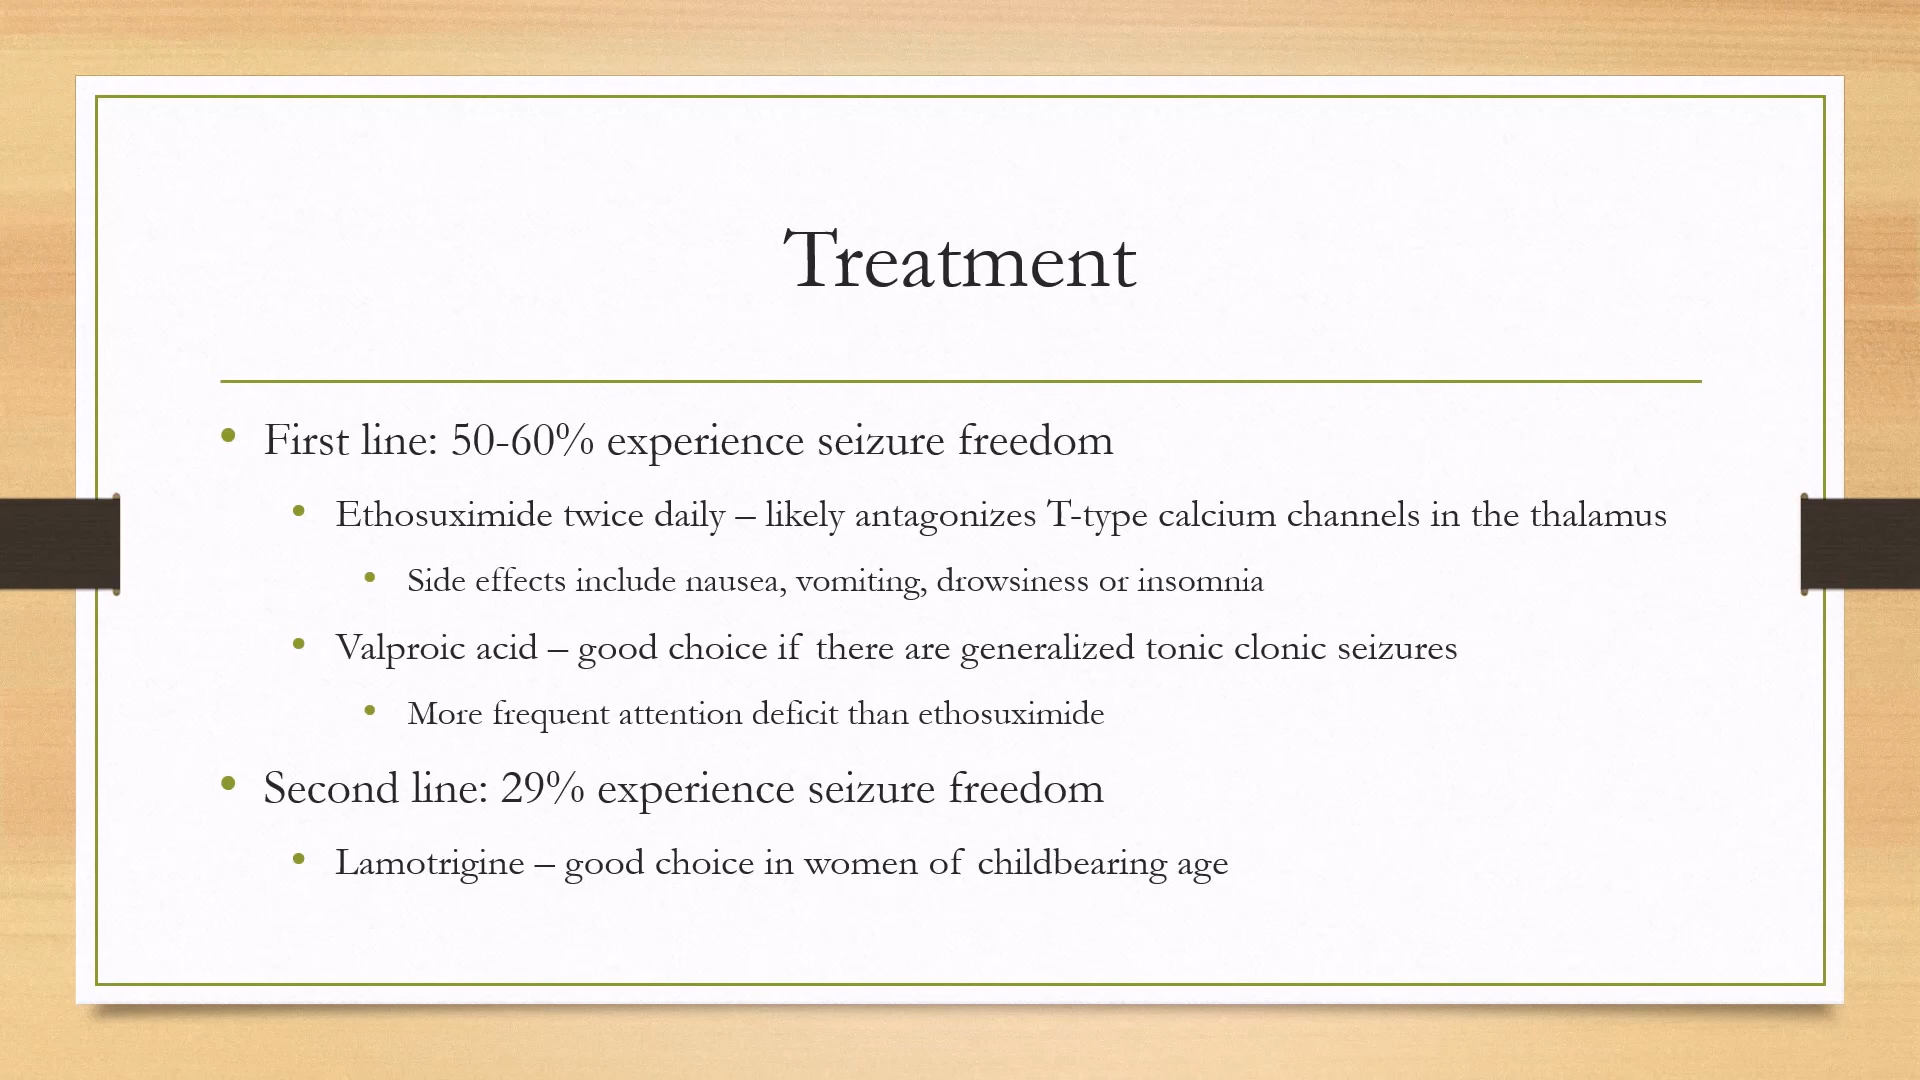 Treatment
• First line: 50-60% experience seizure freedom
• Ethosuximide twice daily – likely antagonizes T-type calcium channels in the thalamus
• Side effects include nausea, vomiting, drowsiness or insomnia
• Valproic acid – good choice if there are generalized tonic clonic seizures
• More frequent attention deficit than ethosuximide
• Second line: 29% experience seizure freedom
• Lamotrigine – good choice in women of childbearing age